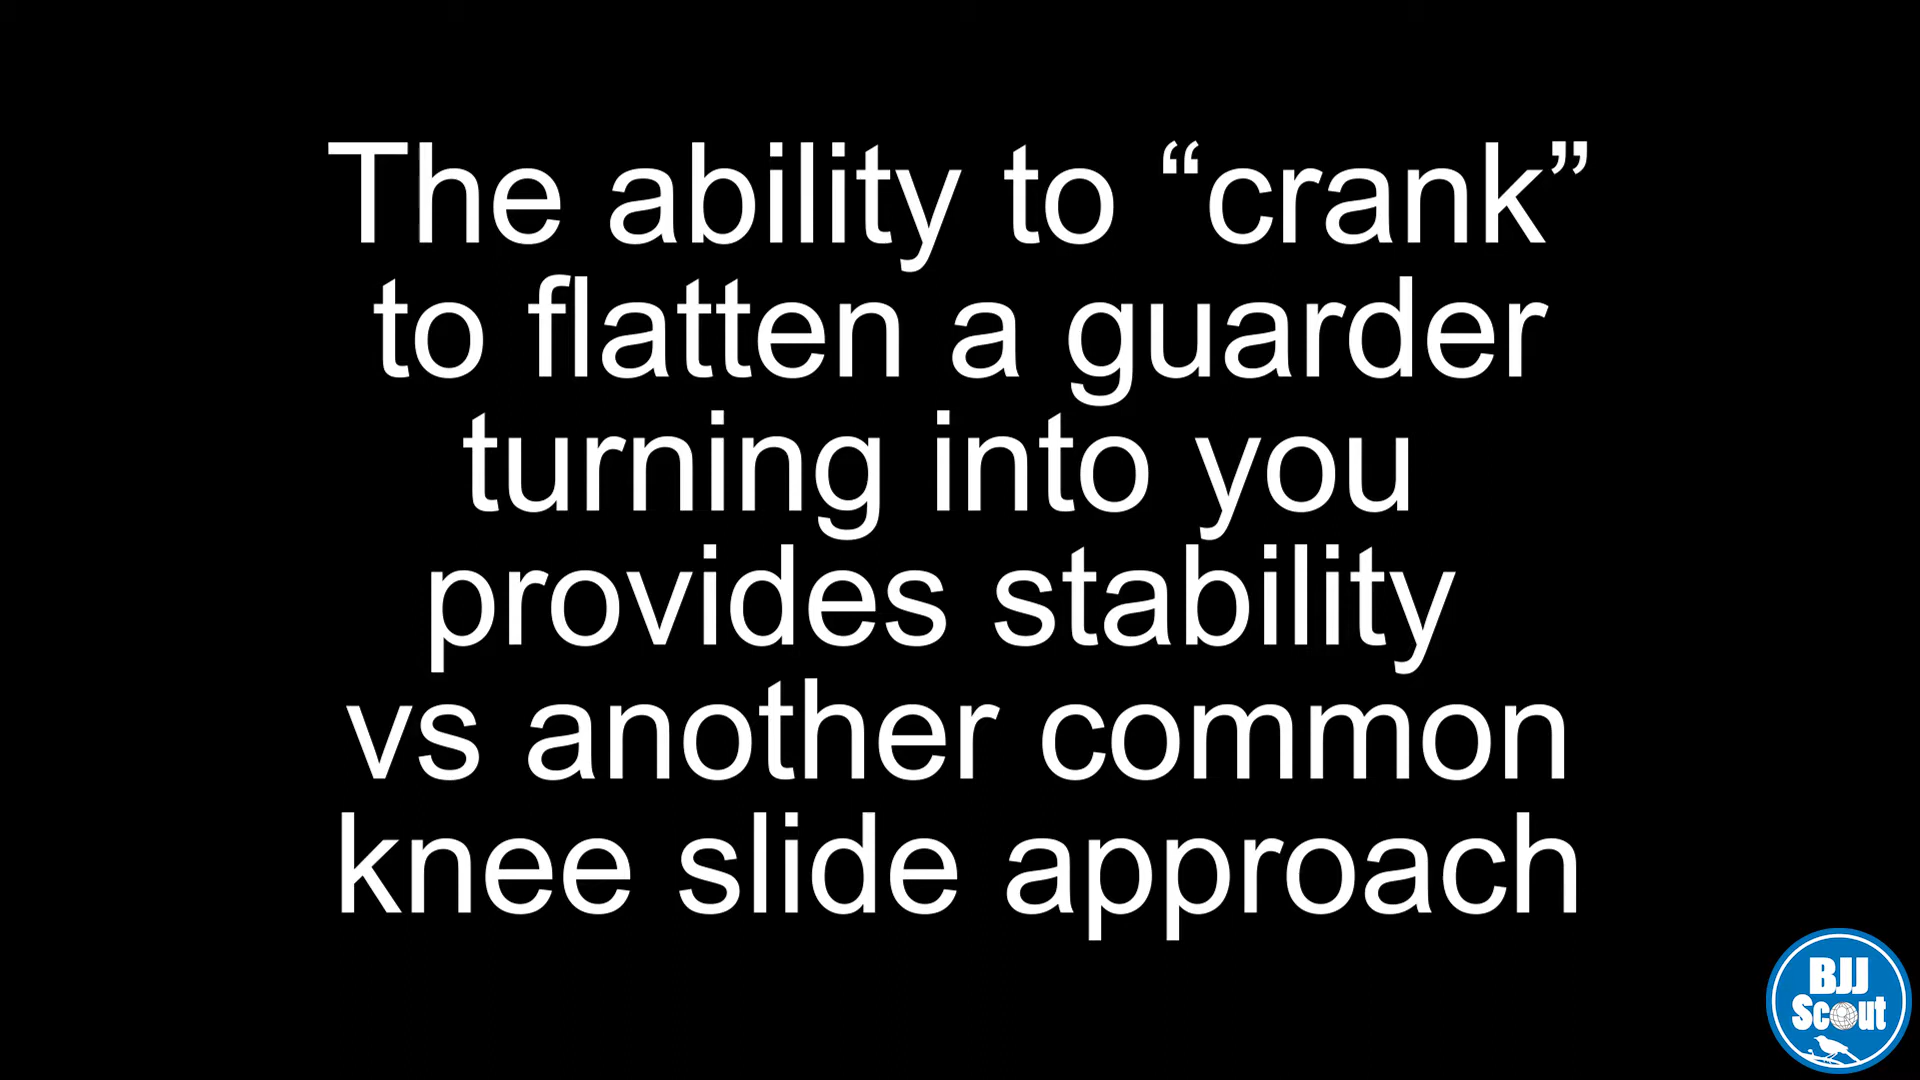 The ability to “crank”
to flatten a guarder
turning into you
provides stability
vs another common
knee slide approach
BJJ
Scout